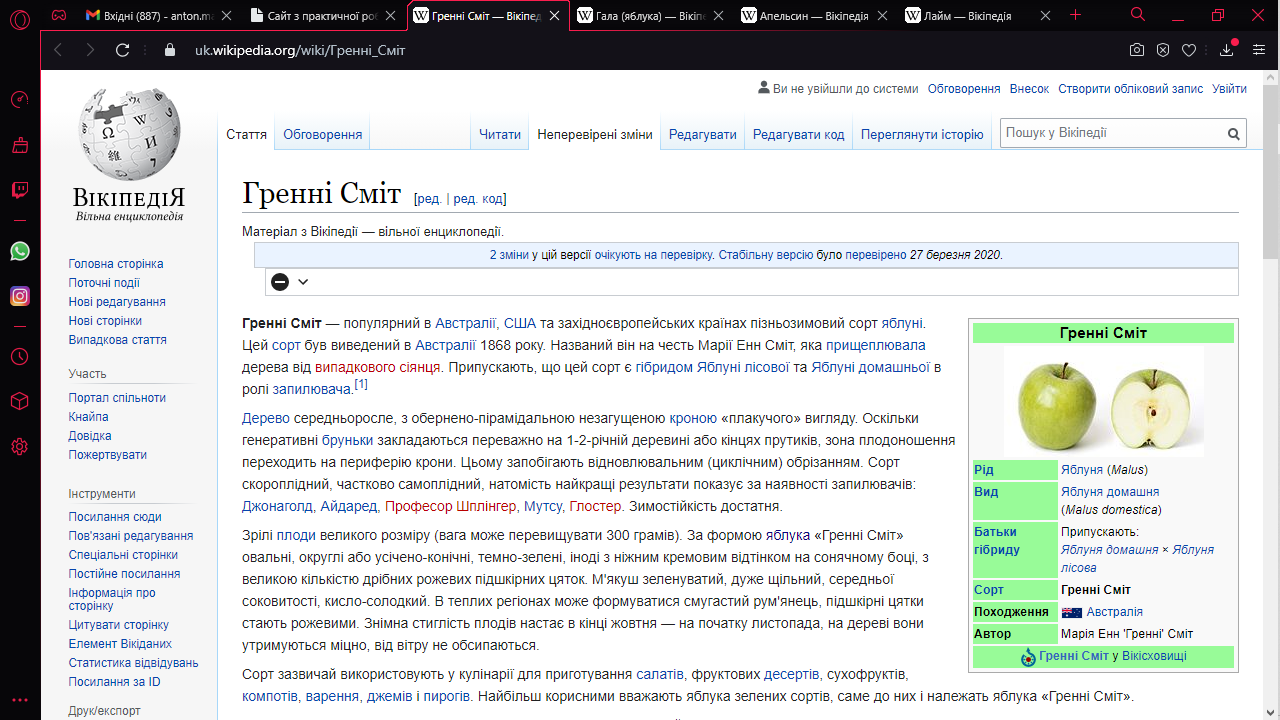 Вхідні (887) - anton.ma
Сайт з практичної роб
Гренні Сміт — Вікіпед
Гала (яблука) — Вікіпе
Апельсин — Вікіпедія
Лайм — Вікіпедія
uk.wikipedia.org/wiki/Гренні_Сміт
Ви не увійшли до системи Обговорення Внесок Створити обліковий запис Увійти
Стаття Обговорення Читати Неперевірені зміни Редагувати Редагувати код Переглянути історію Пошук у Вікіпедії
ВікіпедіЯ
Вільна енциклопедія
Головна сторінка
Поточні події
Нові редагування
Нові сторінки
Випадкова стаття
Участь
Портал спільноти
Кнайпа
Довідка
Пожертвувати
Інструменти
Посилання сюди
Пов'язані редагування
Спеціальні сторінки
Постійне посилання
Інформація про
сторінку
Цитувати сторінку
Елемент Вікіданих
Статистика відвідувань
Посилання за ID
Друк/експорт
Гренні Сміт [ред. | ред. код]
Матеріал з Вікіпедії — вільної енциклопедії.
2 зміни у цій версії очікують на перевірку. Стабільну версію було перевірено 27 березня 2020.
Гренні Сміт — популярний в Австралії, США та західноєвропейських країнах пізньозимовий сорт яблуні.
Цей сорт був виведений в Австралії 1868 року. Названий він на честь Марії Енн Сміт, яка прищеплювала
дерева від випадкового сіянця. Припускають, що цей сорт є гібридом Яблуні лісової та Яблуні домашньої в
ролі запилювача.[1]
Дерево середньоросле, з обернено-пірамідальною незагущеною кроною «плакучого» вигляду. Оскільки
генеративні бруньки закладаються переважно на 1-2-річній деревині або кінцях прутиків, зона плодоношення
переходить на периферію крони. Цьому запобігають відновлювальним (циклічним) обрізанням. Сорт
скороплідний, частково самоплідний, натомість найкращі результати показує за наявності запилювачів:
Джонаголд, Айдаред, Професор Шплінгер, Мутсу, Глостер. Зимостійкість достатня.
Зрілі плоди великого розміру (вага може перевищувати 300 грамів). За формою яблука «Гренні Сміт»
овальні, округлі або усічено-конічні, темно-зелені, іноді з ніжним кремовим відтінком на сонячному боці, з
великою кількістю дрібних рожевих підшкірних цяток. М'якуш зеленуватий, дуже щільний, середньої
соковитості, кисло-солодкий. В теплих регіонах може формуватися смугастий рум'янець, підшкірні цятки
стають рожевими. Знімна стиглість плодів настає в кінці жовтня — на початку листопада, на дереві вони
утримуються міцно, від вітру не обсипаються.
Сорт зазвичай використовують у кулінарії для приготування салатів, фруктових десертів, сухофруктів,
компотів, варення, джемів і пирогів. Найбільш корисними вважають яблука зелених сортів, саме до них і належать яблука «Гренні Сміт».
Гренні Сміт
Рід Яблуня (Malus)
Вид Яблуня домашня
(Malus domestica)
Батьки Припускають:
гібриду Яблуня домашня × Яблуня
лісова
Сорт Гренні Сміт
Походження Австралія
Автор Марія Енн 'Гренні' Сміт
Гренні Сміт у Вікісховищі